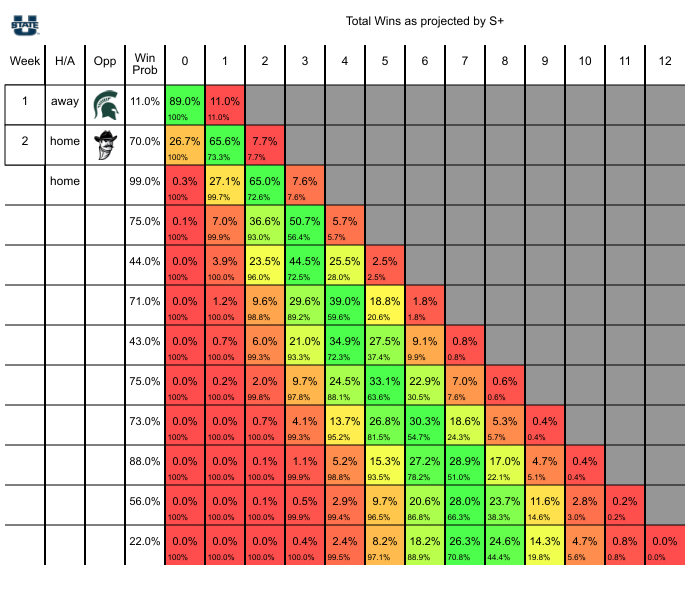 Total Wins as projected by S+
U STATE
Week H/A Opp Win Prob 0 1 2 3 4 5 6 7 8 9 10 11 12
1 away 11.0% 89.0% 11.0%
100% 11.0%
2 home 70.0% 26.7% 65.6% 7.7%
100% 73.3% 7.7%
home 99.0% 0.3% 27.1% 65.0% 7.6%
100% 99.7% 72.6% 7.6%
75.0% 0.1% 7.0% 36.6% 50.7% 5.7%
100% 99.9% 93.0% 56.4% 5.7%
44.0% 0.0% 3.9% 23.5% 44.5% 25.5% 2.5%
100% 100.0% 96.0% 72.5% 28.0% 2.5%
71.0% 0.0% 1.2% 9.6% 29.6% 39.0% 18.8% 1.8%
100% 100.0% 98.8% 89.2% 59.6% 20.6% 1.8%
43.0% 0.0% 0.7% 6.0% 21.0% 34.9% 27.5% 9.1% 0.8%
100% 100.0% 99.3% 93.3% 72.3% 37.4% 9.9% 0.8%
75.0% 0.0% 0.2% 2.0% 9.7% 24.5% 33.1% 22.9% 7.0% 0.6%
100% 100.0% 99.8% 97.8% 88.1% 63.6% 30.5% 7.6% 0.6%
73.0% 0.0% 0.0% 0.7% 4.1% 13.7% 26.8% 30.3% 18.6% 5.3% 0.4%
100% 100.0% 100.0% 99.3% 95.2% 81.5% 54.7% 24.3% 5.7% 0.4%
88.0% 0.0% 0.0% 0.1% 1.1% 5.2% 15.3% 27.2% 28.9% 17.0% 4.7% 0.4%
100% 100.0% 100.0% 99.9% 98.8% 93.5% 78.2% 51.0% 22.1% 5.1% 0.4%
56.0% 0.0% 0.0% 0.1% 0.5% 2.9% 9.7% 20.6% 28.0% 23.7% 11.6% 2.8% 0.2%
100% 100.0% 100.0% 99.9% 99.4% 96.5% 86.8% 66.3% 38.3% 14.6% 3.0% 0.2%
22.0% 0.0% 0.0% 0.0% 0.4% 2.4% 8.2% 18.2% 26.3% 24.6% 14.3% 4.7% 0.8% 0.0%
100% 100.0% 100.0% 100.0% 99.5% 97.1% 88.9% 70.8% 44.4% 19.8% 5.6% 0.8% 0.0%